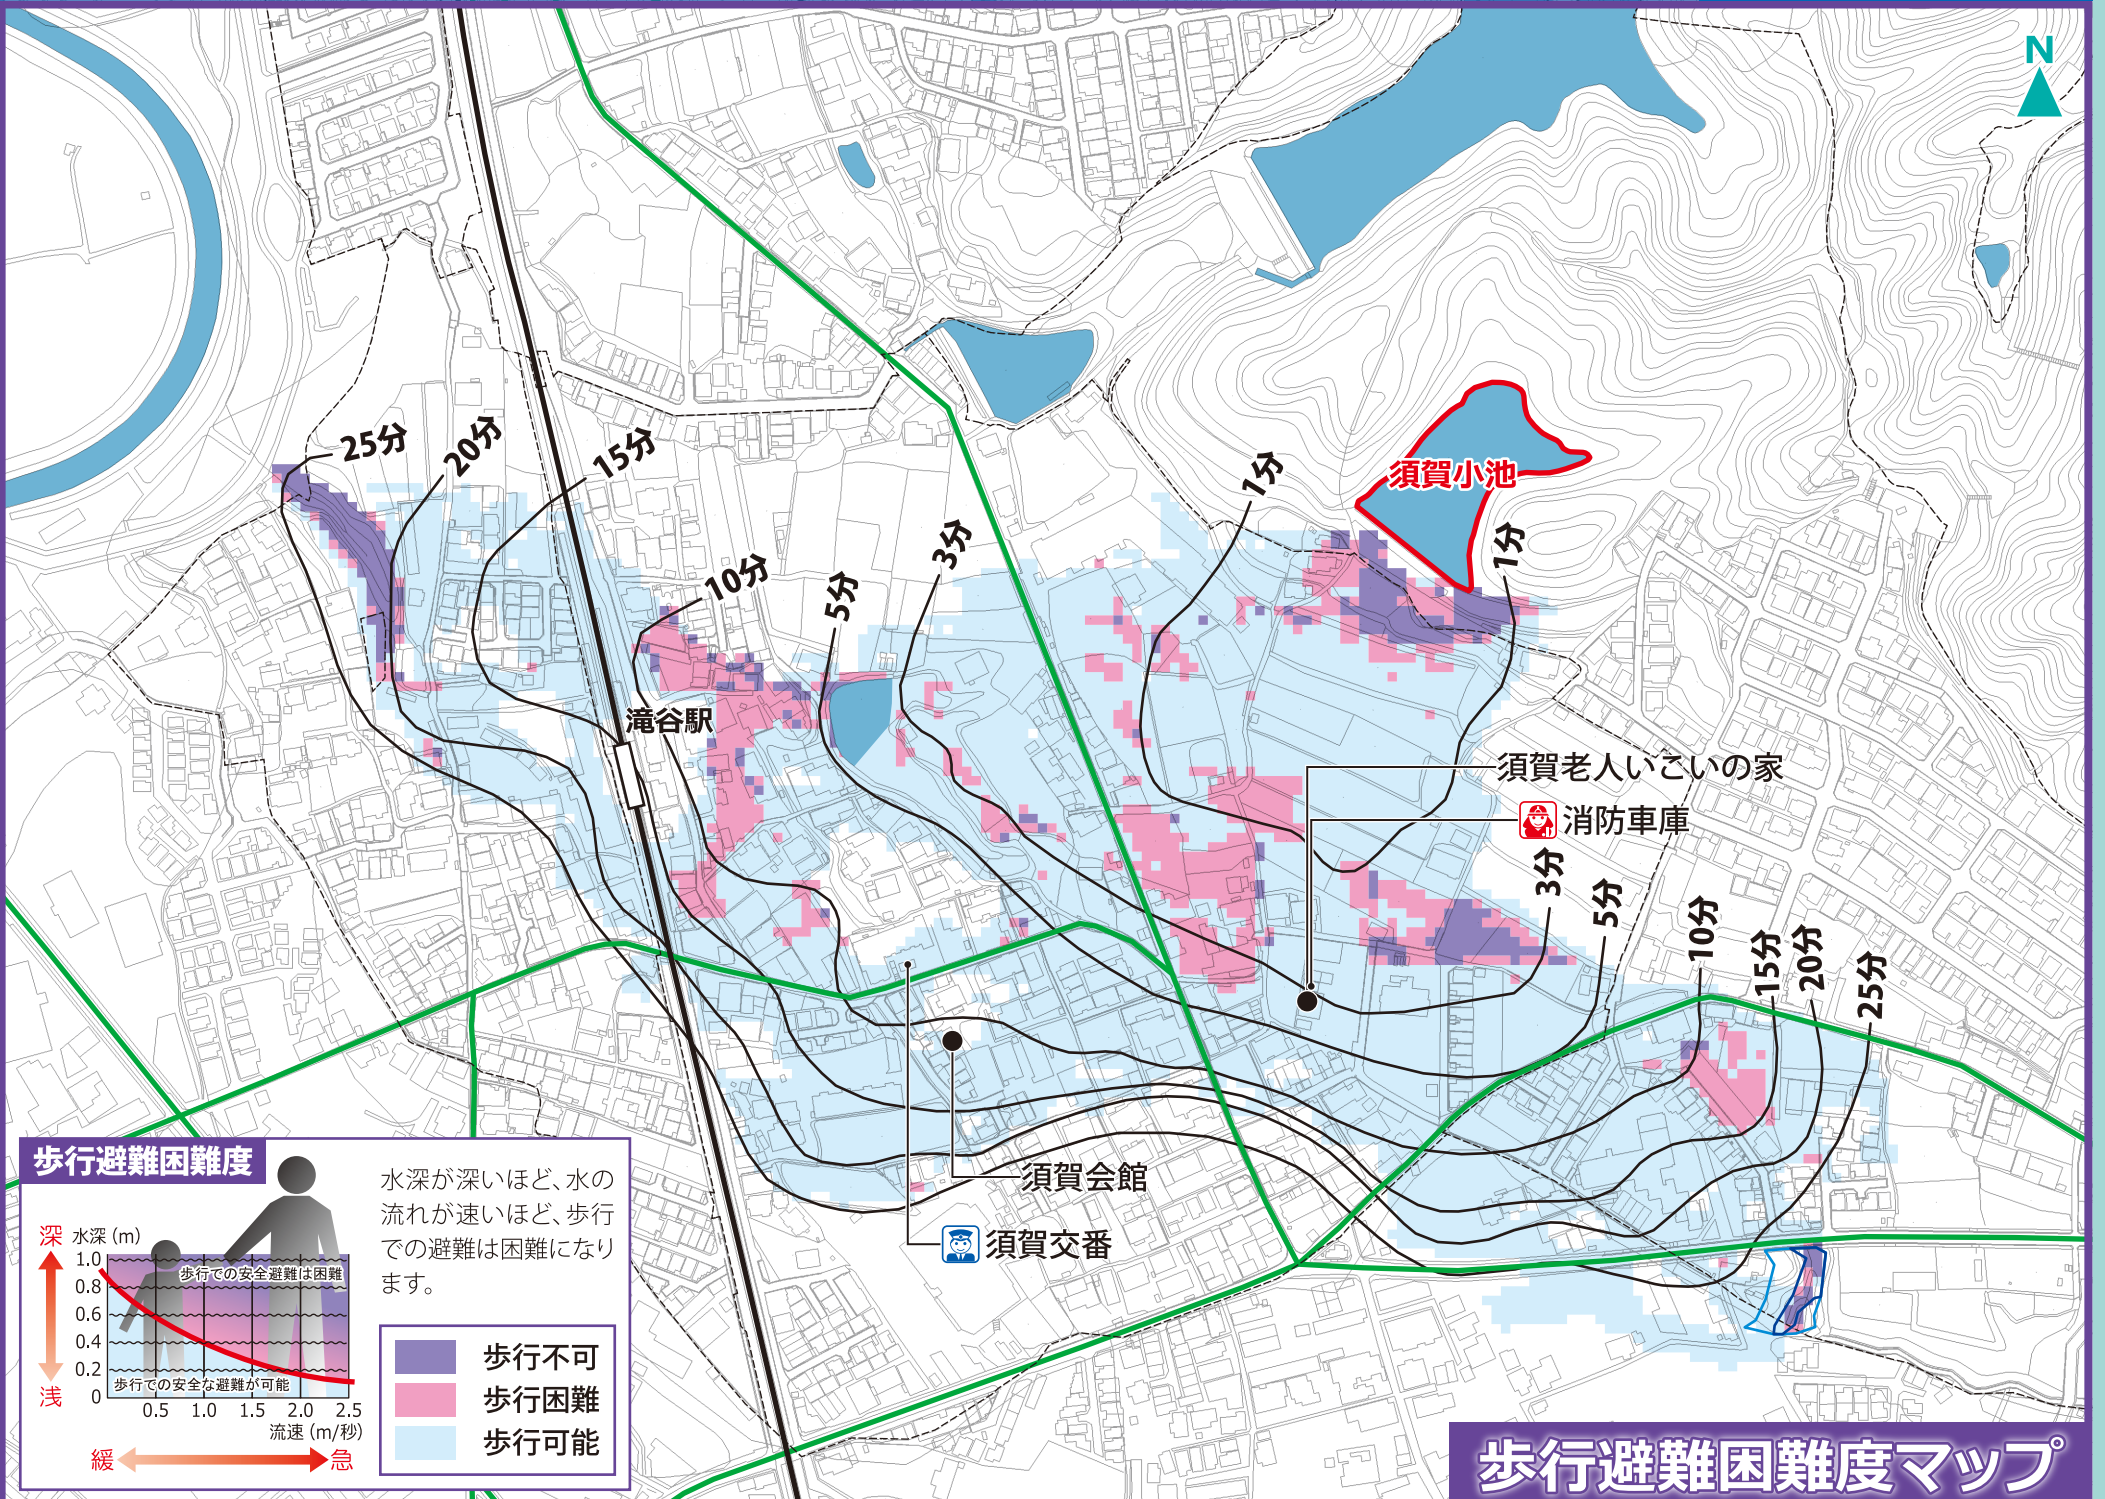 N
25分
20分
15分
10分
5分
3分
1分
須賀小池
1分
滝谷駅
須賀老人いこいの家
消防車庫
3分
5分
10分
15分
20分
25分
須賀会館
須賀交番
歩行避難困難度
水深が深いほど、水の
流れが速いほど、歩行
での避難は困難になり
ます。
深 水深(m)
1.0
0.8
0.6
0.4
0.2
0
浅
歩行での安全避難は困難
歩行での安全な避難が可能
0.5 1.0 1.5 2.0 2.5
流速(m/秒)
緩 急
歩行不可
歩行困難
歩行可能
歩行避難困難度マップ